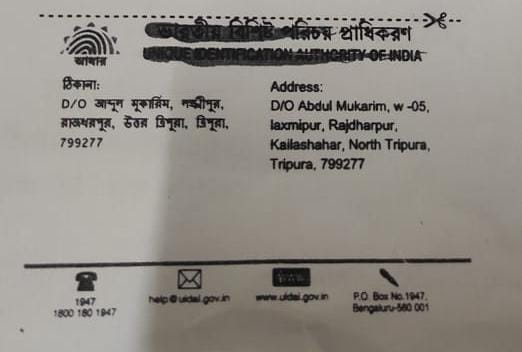 ভারতীয় বিশিষ্ট পরিচয় প্রাধিকরণ
UNIQUE IDENTIFICATION AUTHORITY OF INDIA
আধার
ঠিকানা:
D/O আব্দুল মূকারিম, লক্ষ্মীপুর,
রাজধরপুর, উত্তর ত্রিপুরা, ত্রিপুরা,
799277
Address:
D/O Abdul Mukarim, w -05,
laxmipur, Rajdharpur,
Kailashahar, North Tripura,
Tripura, 799277
1947
1800 180 1947
help@uidai.gov.in
www.uidai.gov.in
P.O. Box No.1947,
Bengaluru-560 001